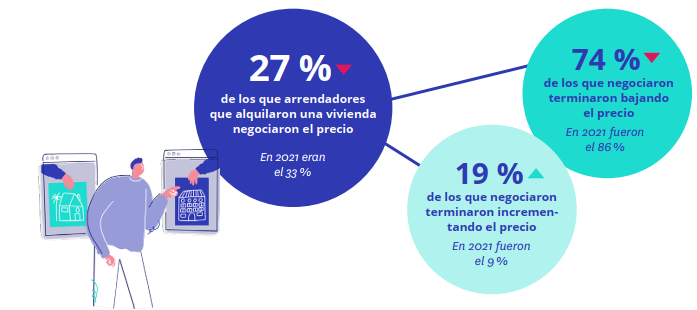 27 %
de los que arrendadores
que alquilaron una vivienda
negociaron el precio
En 2021 eran
el 33 %
74 %
de los que negociaron
terminaron bajando
el precio
En 2021 fueron
el 86 %
19 %
de los que negociaron
terminaron incremen-
tando el precio
En 2021 fueron
el 9 %